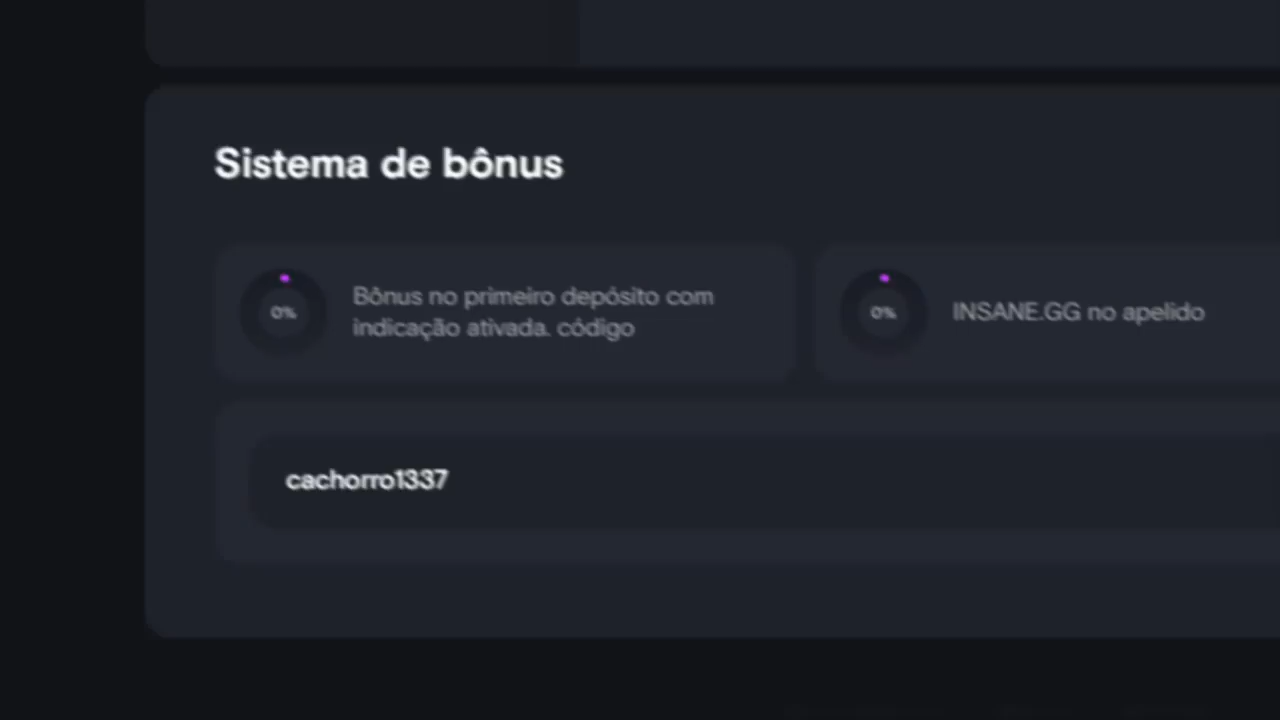 Sistema de bônus
0%
Bônus no primeiro depósito com
indicação ativada. código
0%
INSANE.GG no apelido
cachorro1337